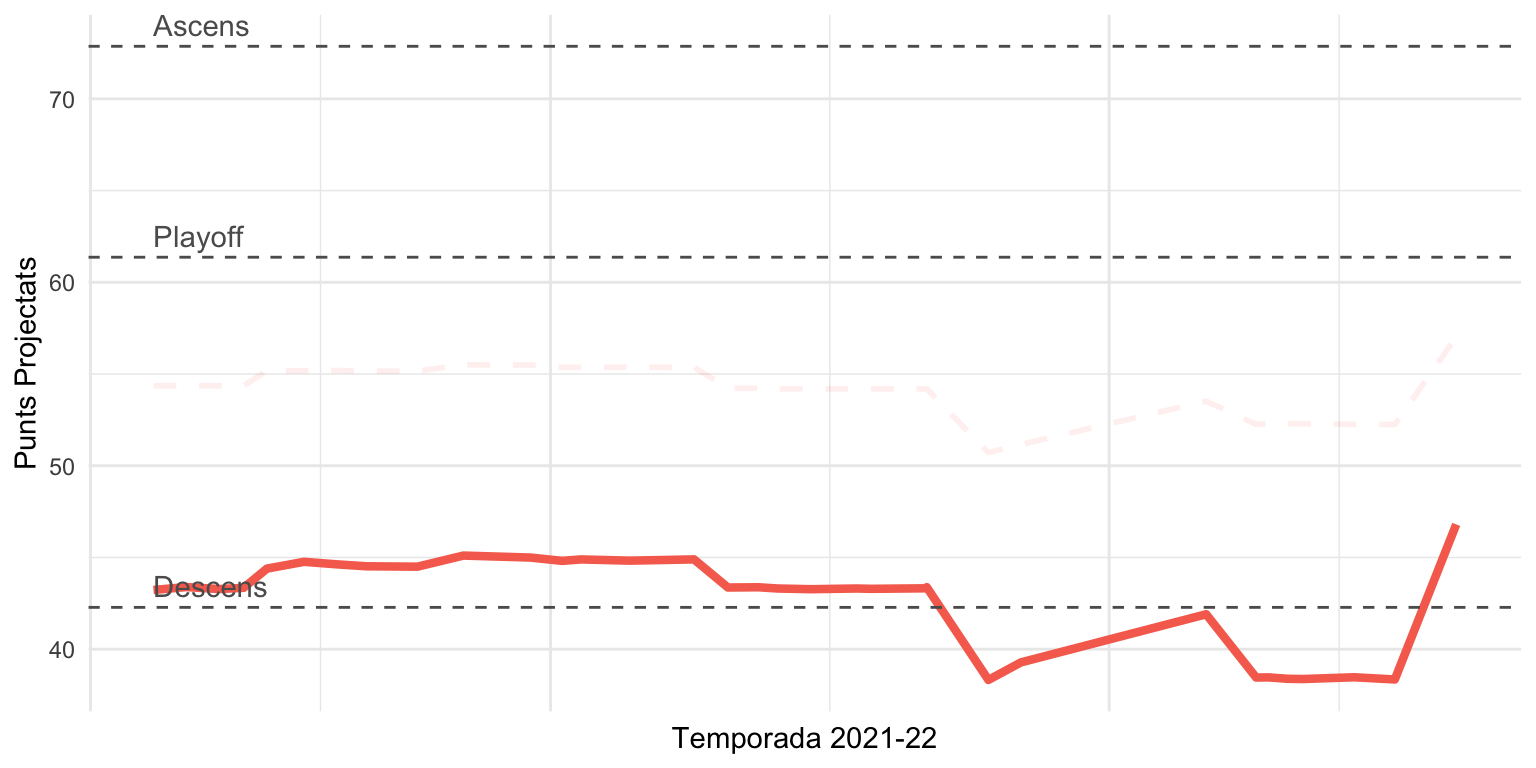 Ascens
70
Playoff
60
Punts Projectats
50
Descens
40
Temporada 2021-22